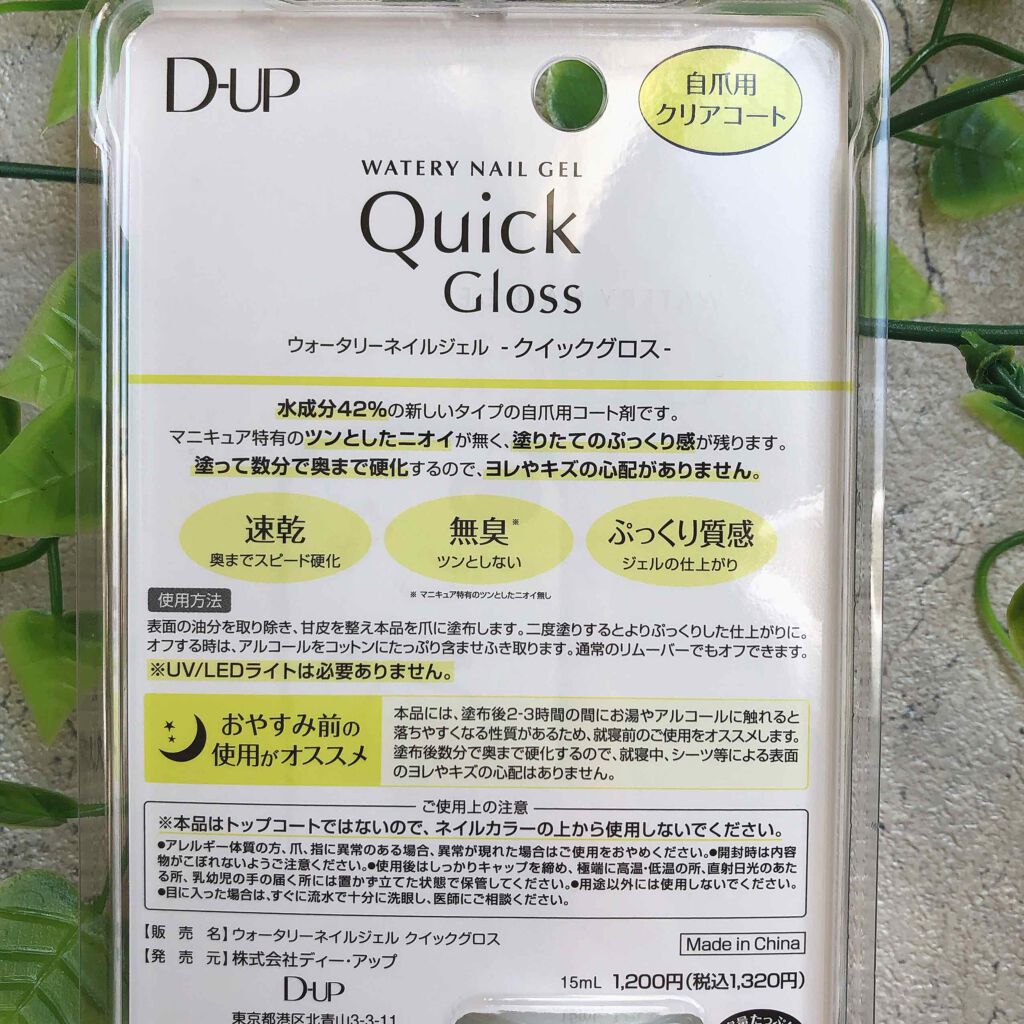 D-UP
自爪用
クリアコート
WATERY NAIL GEL
Quick
Gloss
ウォータリーネイルジェル -クイックグロス-
水成分42%の新しいタイプの自爪用コート剤です。
マニキュア特有のツンとしたニオイが無く、塗りたてのぷっくり感が残ります。
塗って数分で奥まで硬化するので、ヨレやキズの心配がありません。
速乾
奥までスピード硬化
無臭※
ツンとしない
ぷっくり質感
ジェルの仕上がり
※ マニキュア特有のツンとしたニオイ無し
使用方法
表面の油分を取り除き、甘皮を整え本品を爪に塗布します。二度塗りするとよりぷっくりした仕上がりに。
オフする時は、アルコールをコットンにたっぷり含ませふき取ります。通常のリムーバーでもオフできます。
※UV/LEDライトは必要ありません。
おやすみ前の
使用がオススメ
本品には、塗布後2-3時間の間にお湯やアルコールに触れると
落ちやすくなる性質があるため、就寝前のご使用をオススメします。
塗布後数分で奥まで硬化するので、就寝中、シーツ等による表面
のヨレやキズの心配はありません。
ご使用上の注意
※本品はトップコートではないので、ネイルカラーの上から使用しないでください。
●アレルギー体質の方、爪、指に異常のある場合、異常が現れた場合はご使用をおやめください。●開封時は内容
物がこぼれないようご注意ください。●使用後はしっかりキャップを締め、極端に高温・低温の所、直射日光のあた
る所、乳幼児の手の届く所には置かず立てた状態で保管してください。●用途以外には使用しないでください。
●目に入った場合は、すぐに流水で十分に洗眼し、医師にご相談ください。
【販 売 名】ウォータリーネイルジェル クイックグロス
Made in China
【発 売 元】株式会社ディー・アップ
15mL 1,200円(税込1,320円)
D-UP
東京都港区北青山3-3-11